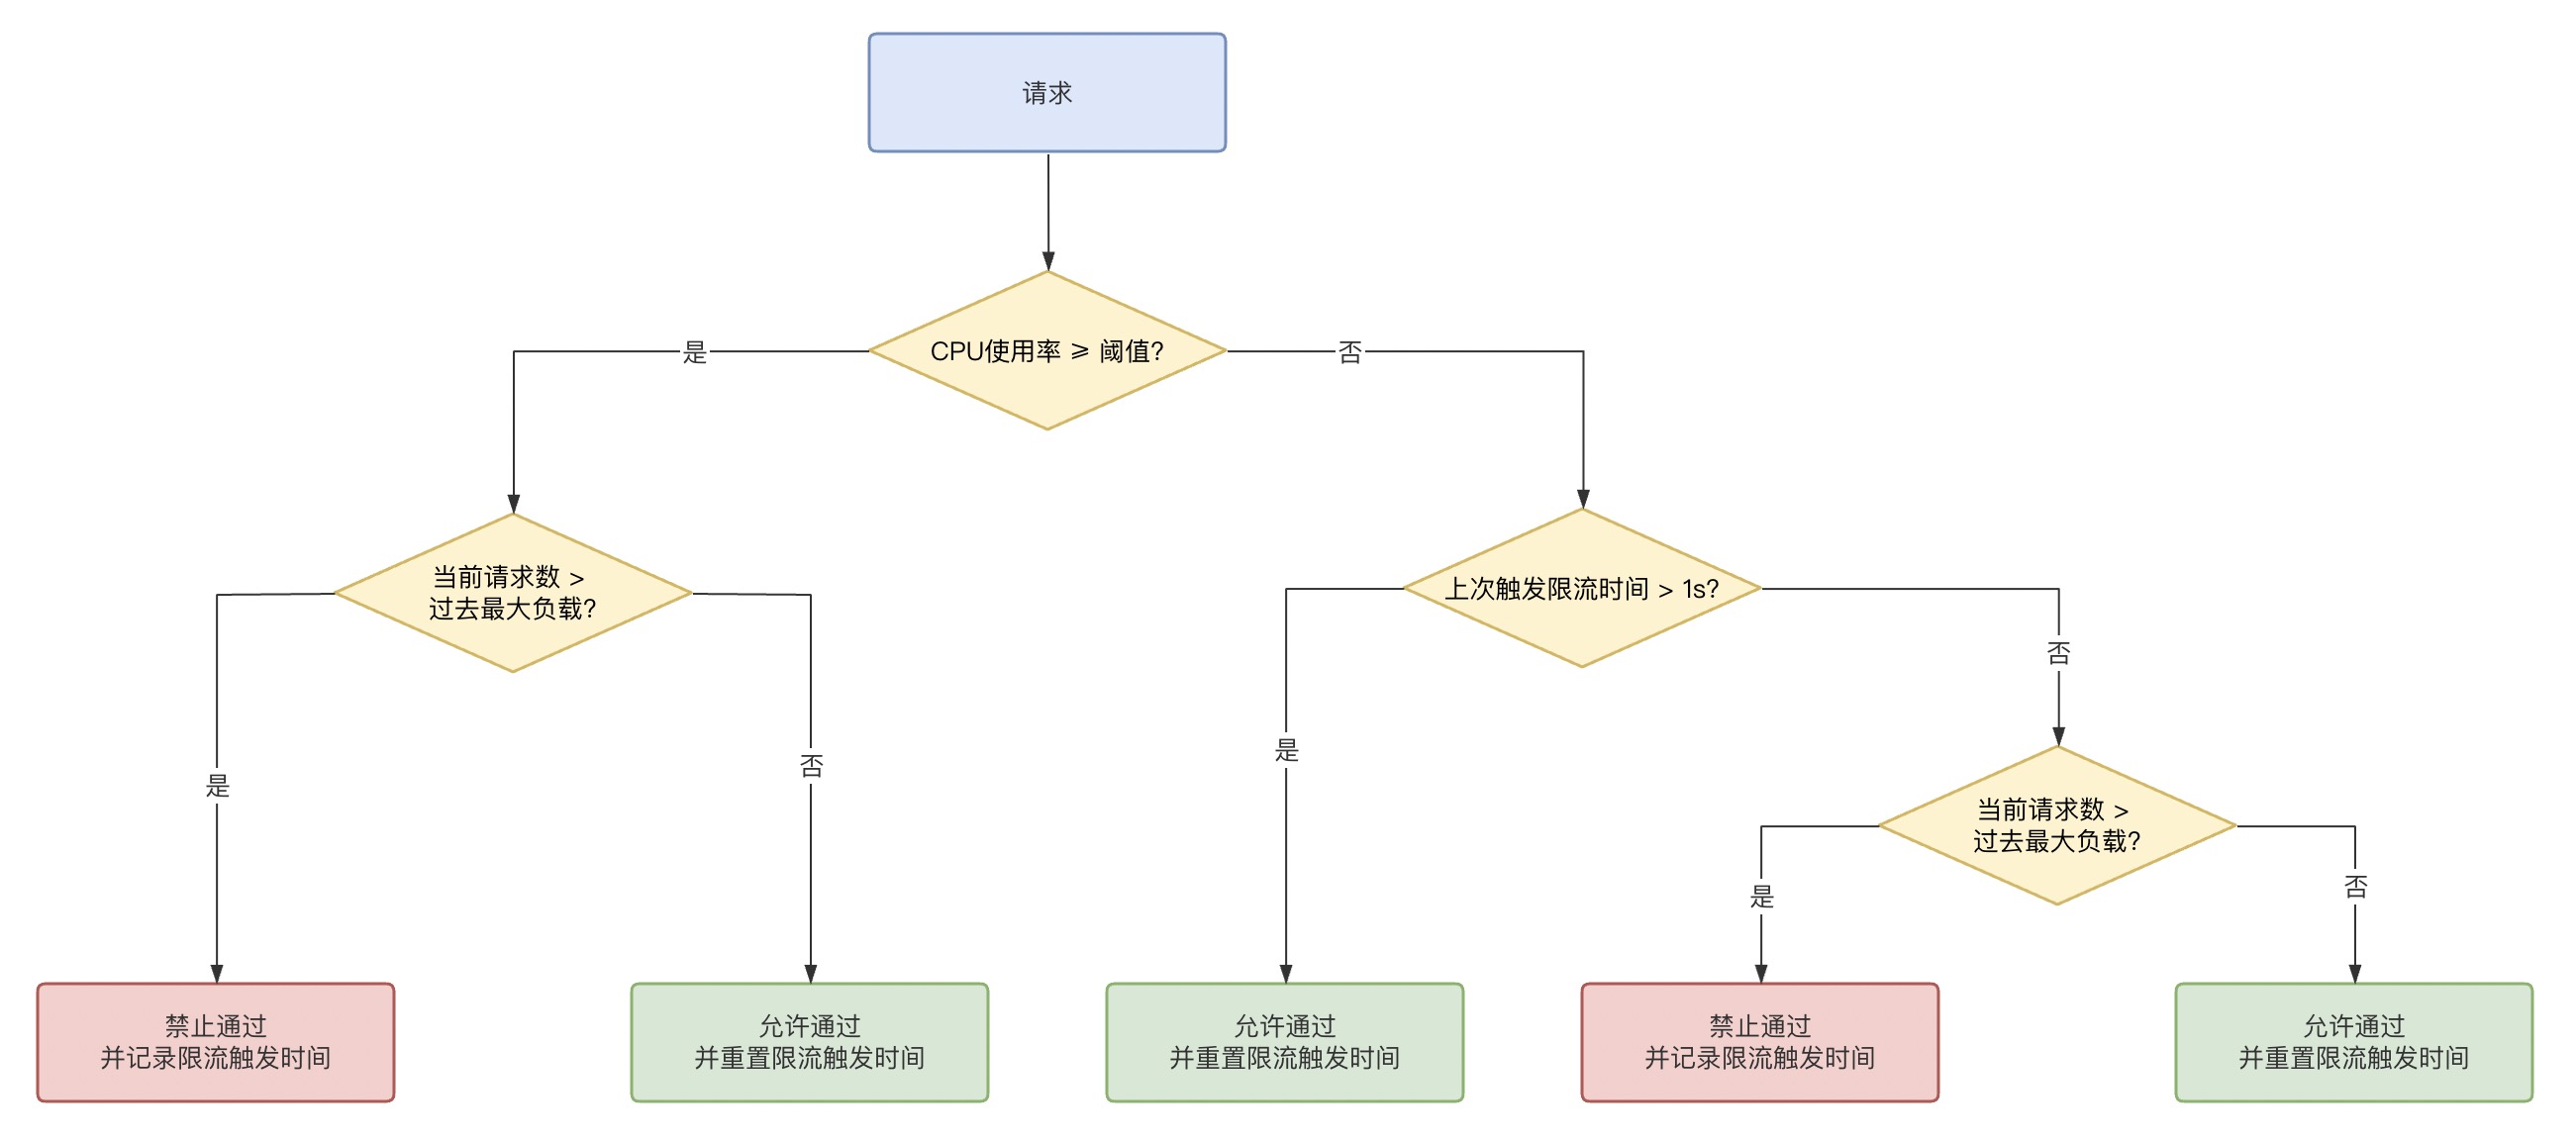 请求
CPU使用率 ≥ 阈值?
是
否
当前请求数 >
过去最大负载?
上次触发限流时间 > 1s?
是
否
是
否
当前请求数 >
过去最大负载?
是
否
禁止通过
并记录限流触发时间
允许通过
并重置限流触发时间
允许通过
并重置限流触发时间
禁止通过
并记录限流触发时间
允许通过
并重置限流触发时间